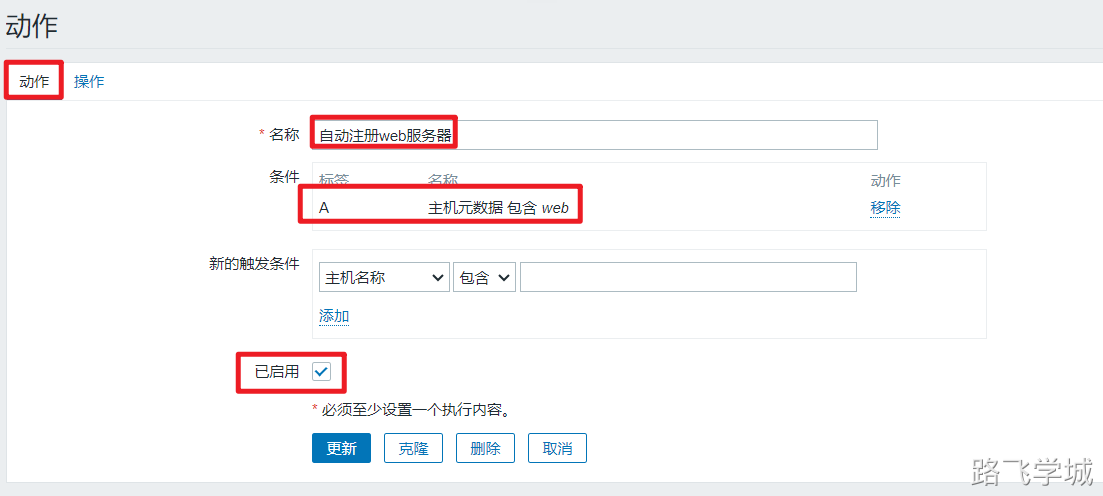 动作
动作 操作
* 名称 自动注册web服务器
条件 标签 名称 动作
A 主机元数据 包含 web 移除
新的触发条件 主机名称 包含
添加
已启用
* 必须至少设置一个执行内容。
更新 克隆 删除 取消
路飞学城